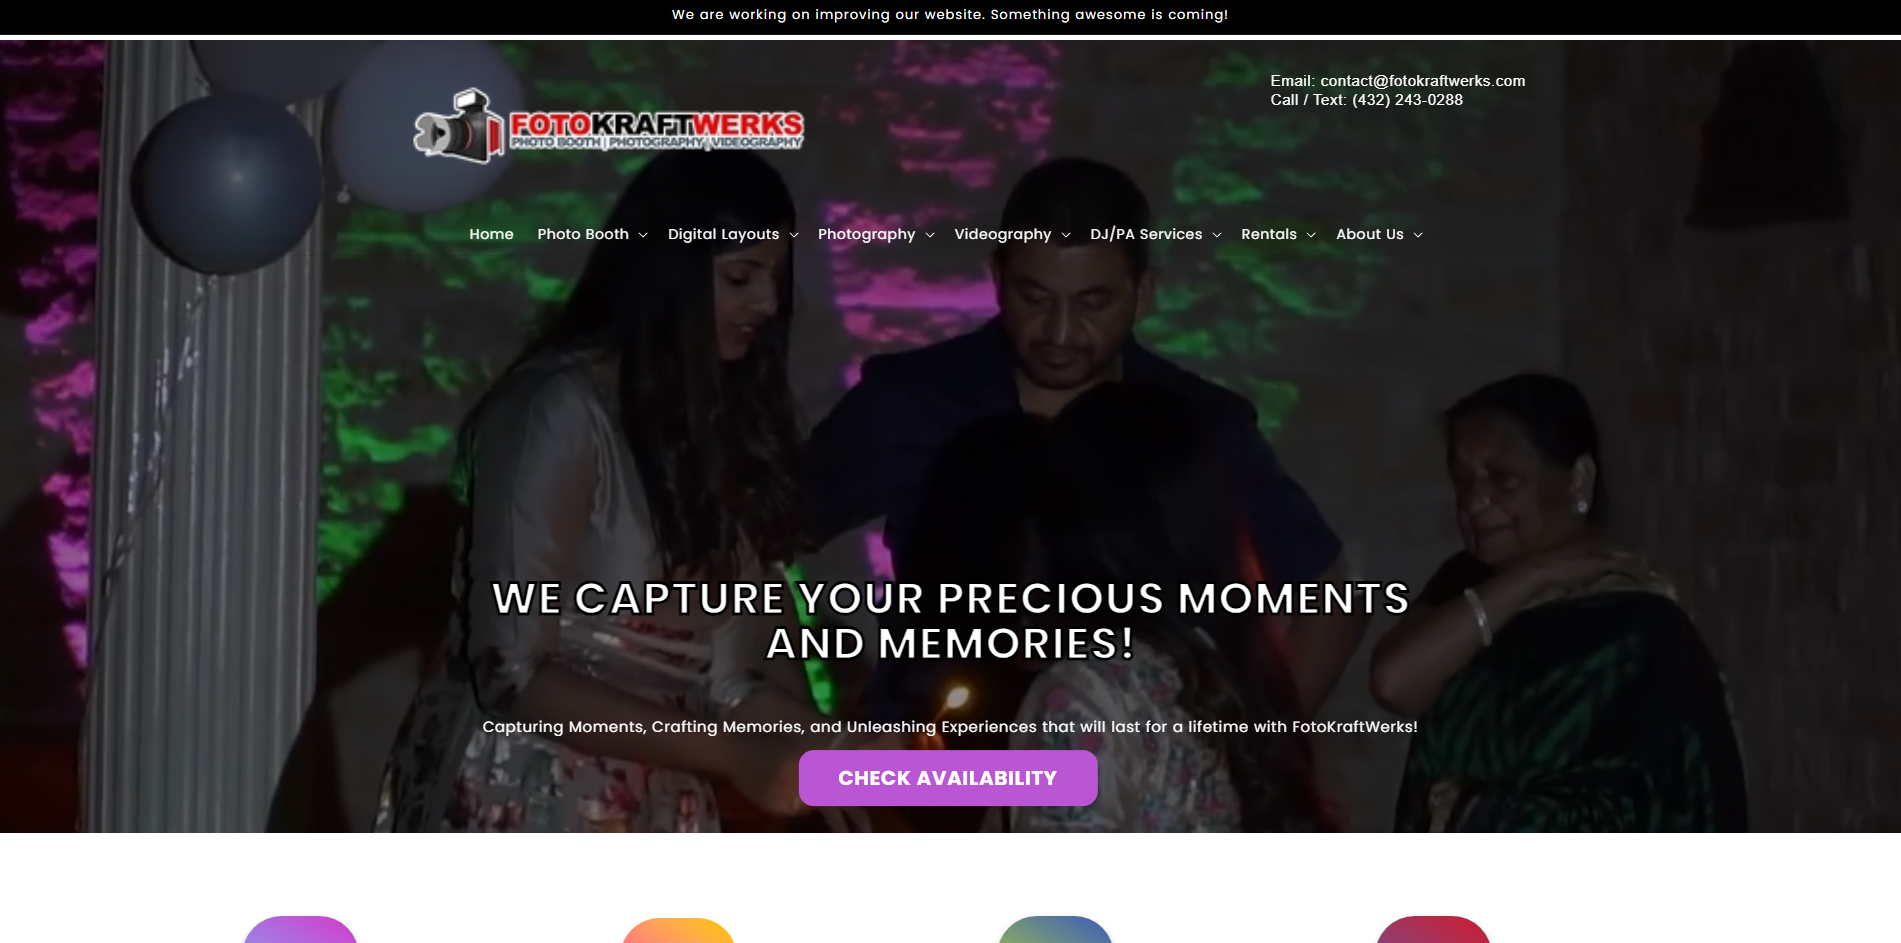 We are working on improving our website. Something awesome is coming!
Email: contact@fotokraftwerks.com
Call / Text: (432) 243-0288
FOTOKRAFTWERKS
PHOTO BOOTH | PHOTOGRAPHY | VIDEOGRAPHY
Home Photo Booth Digital Layouts Photography Videography DJ/PA Services Rentals About Us
WE CAPTURE YOUR PRECIOUS MOMENTS
AND MEMORIES!
Capturing Moments, Crafting Memories, and Unleashing Experiences that will last for a lifetime with FotoKraftWerks!
CHECK AVAILABILITY